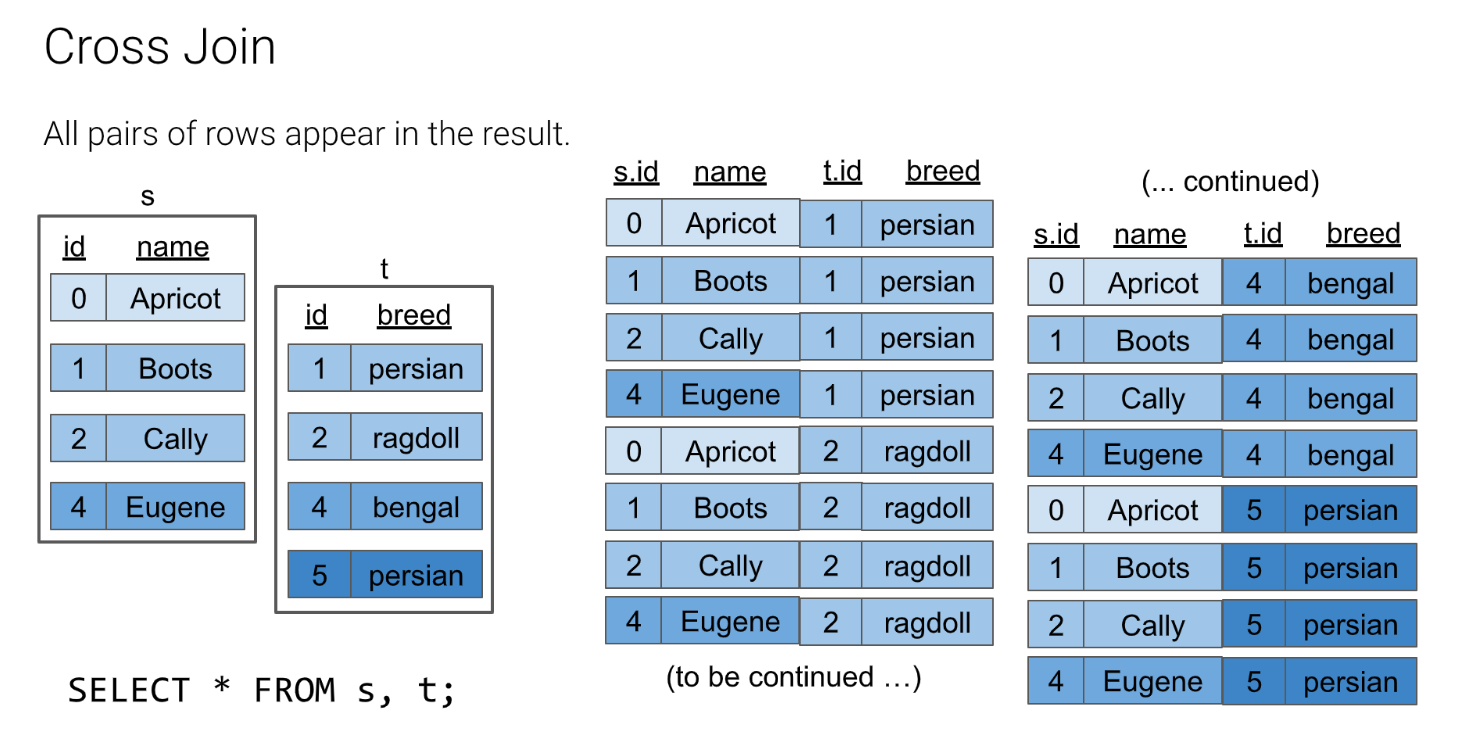 Cross Join
All pairs of rows appear in the result.
s
id name
0 Apricot
1 Boots
2 Cally
4 Eugene
t
id breed
1 persian
2 ragdoll
4 bengal
5 persian
SELECT * FROM s, t;
s.id name t.id breed
0 Apricot 1 persian
1 Boots 1 persian
2 Cally 1 persian
4 Eugene 1 persian
0 Apricot 2 ragdoll
1 Boots 2 ragdoll
2 Cally 2 ragdoll
4 Eugene 2 ragdoll
(to be continued …)
(... continued)
s.id name t.id breed
0 Apricot 4 bengal
1 Boots 4 bengal
2 Cally 4 bengal
4 Eugene 4 bengal
0 Apricot 5 persian
1 Boots 5 persian
2 Cally 5 persian
4 Eugene 5 persian